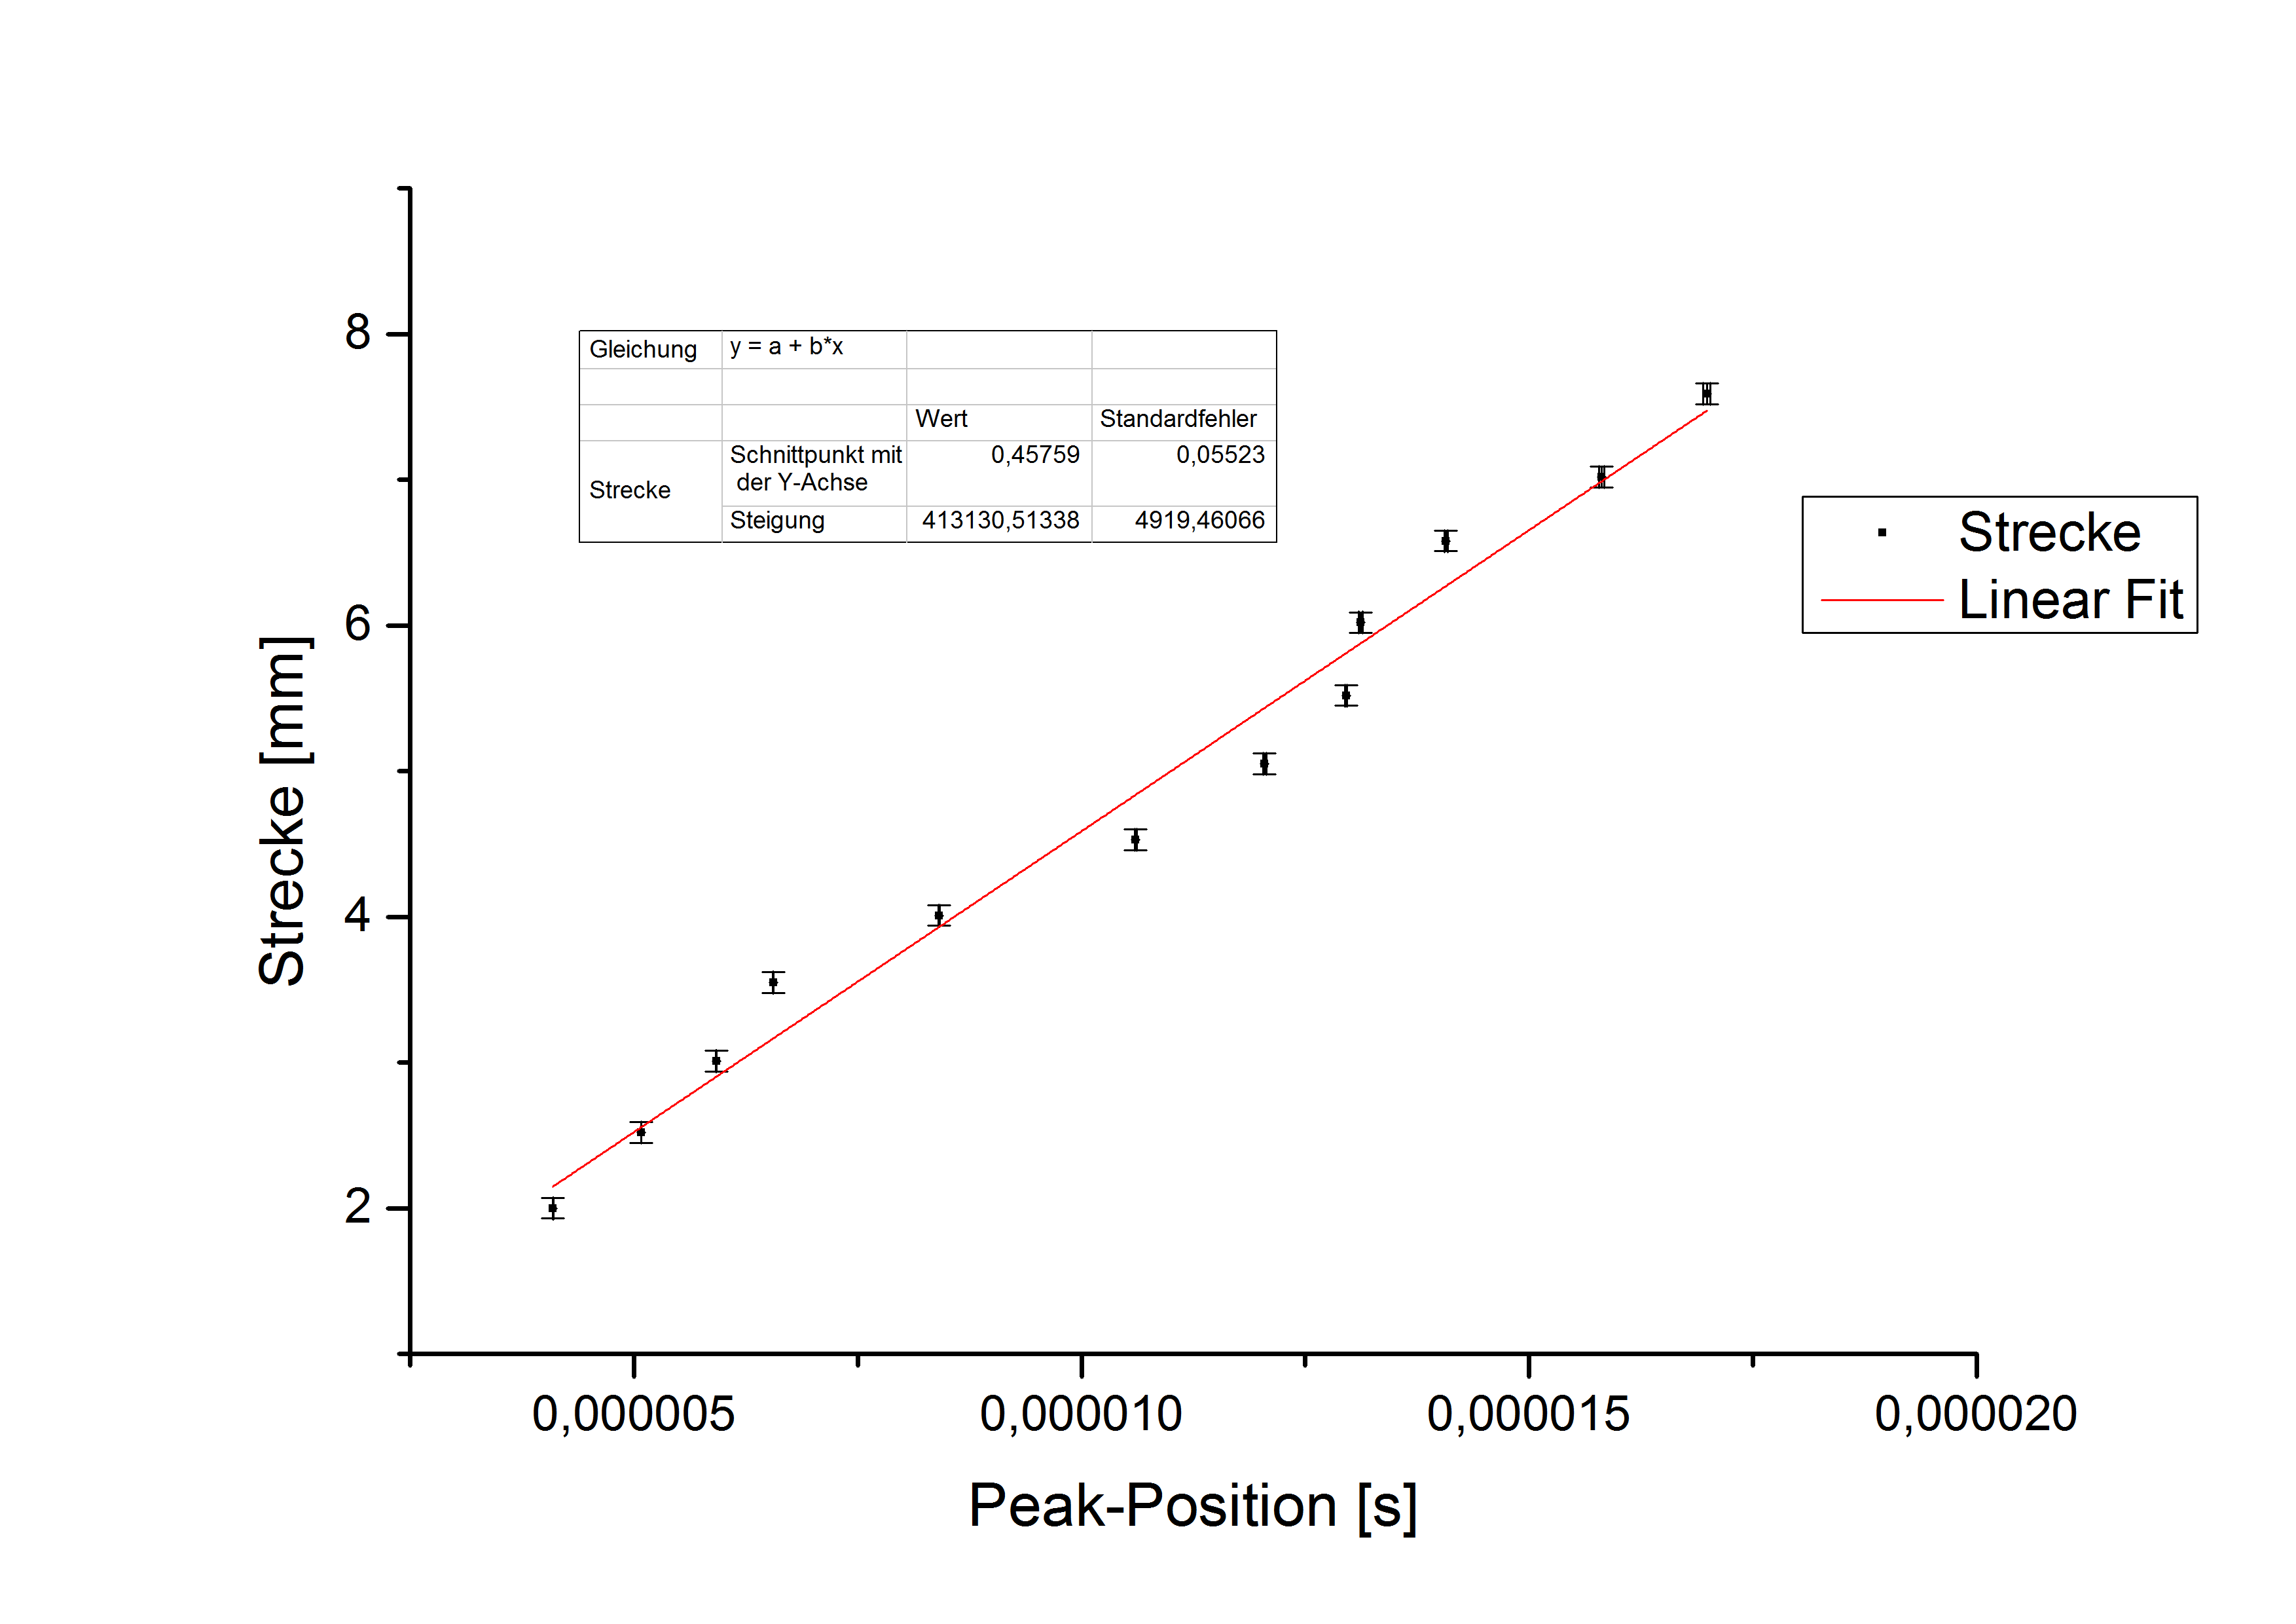 8
6
4
2
Strecke [mm]
Gleichung y = a + b*x
Wert Standardfehler
Strecke
Schnittpunkt mit 0,45759 0,05523
der Y-Achse
Steigung 413130,51338 4919,46066
Strecke
Linear Fit
0,000005 0,000010 0,000015 0,000020
Peak-Position [s]